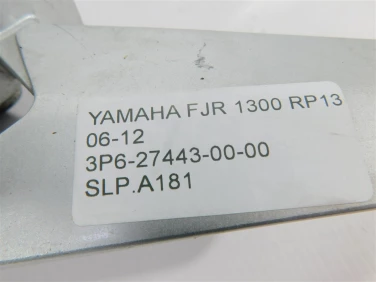 YAMAHA FJR 1300 RP13
06-12
3P6-27443-00-00
SLP.A181